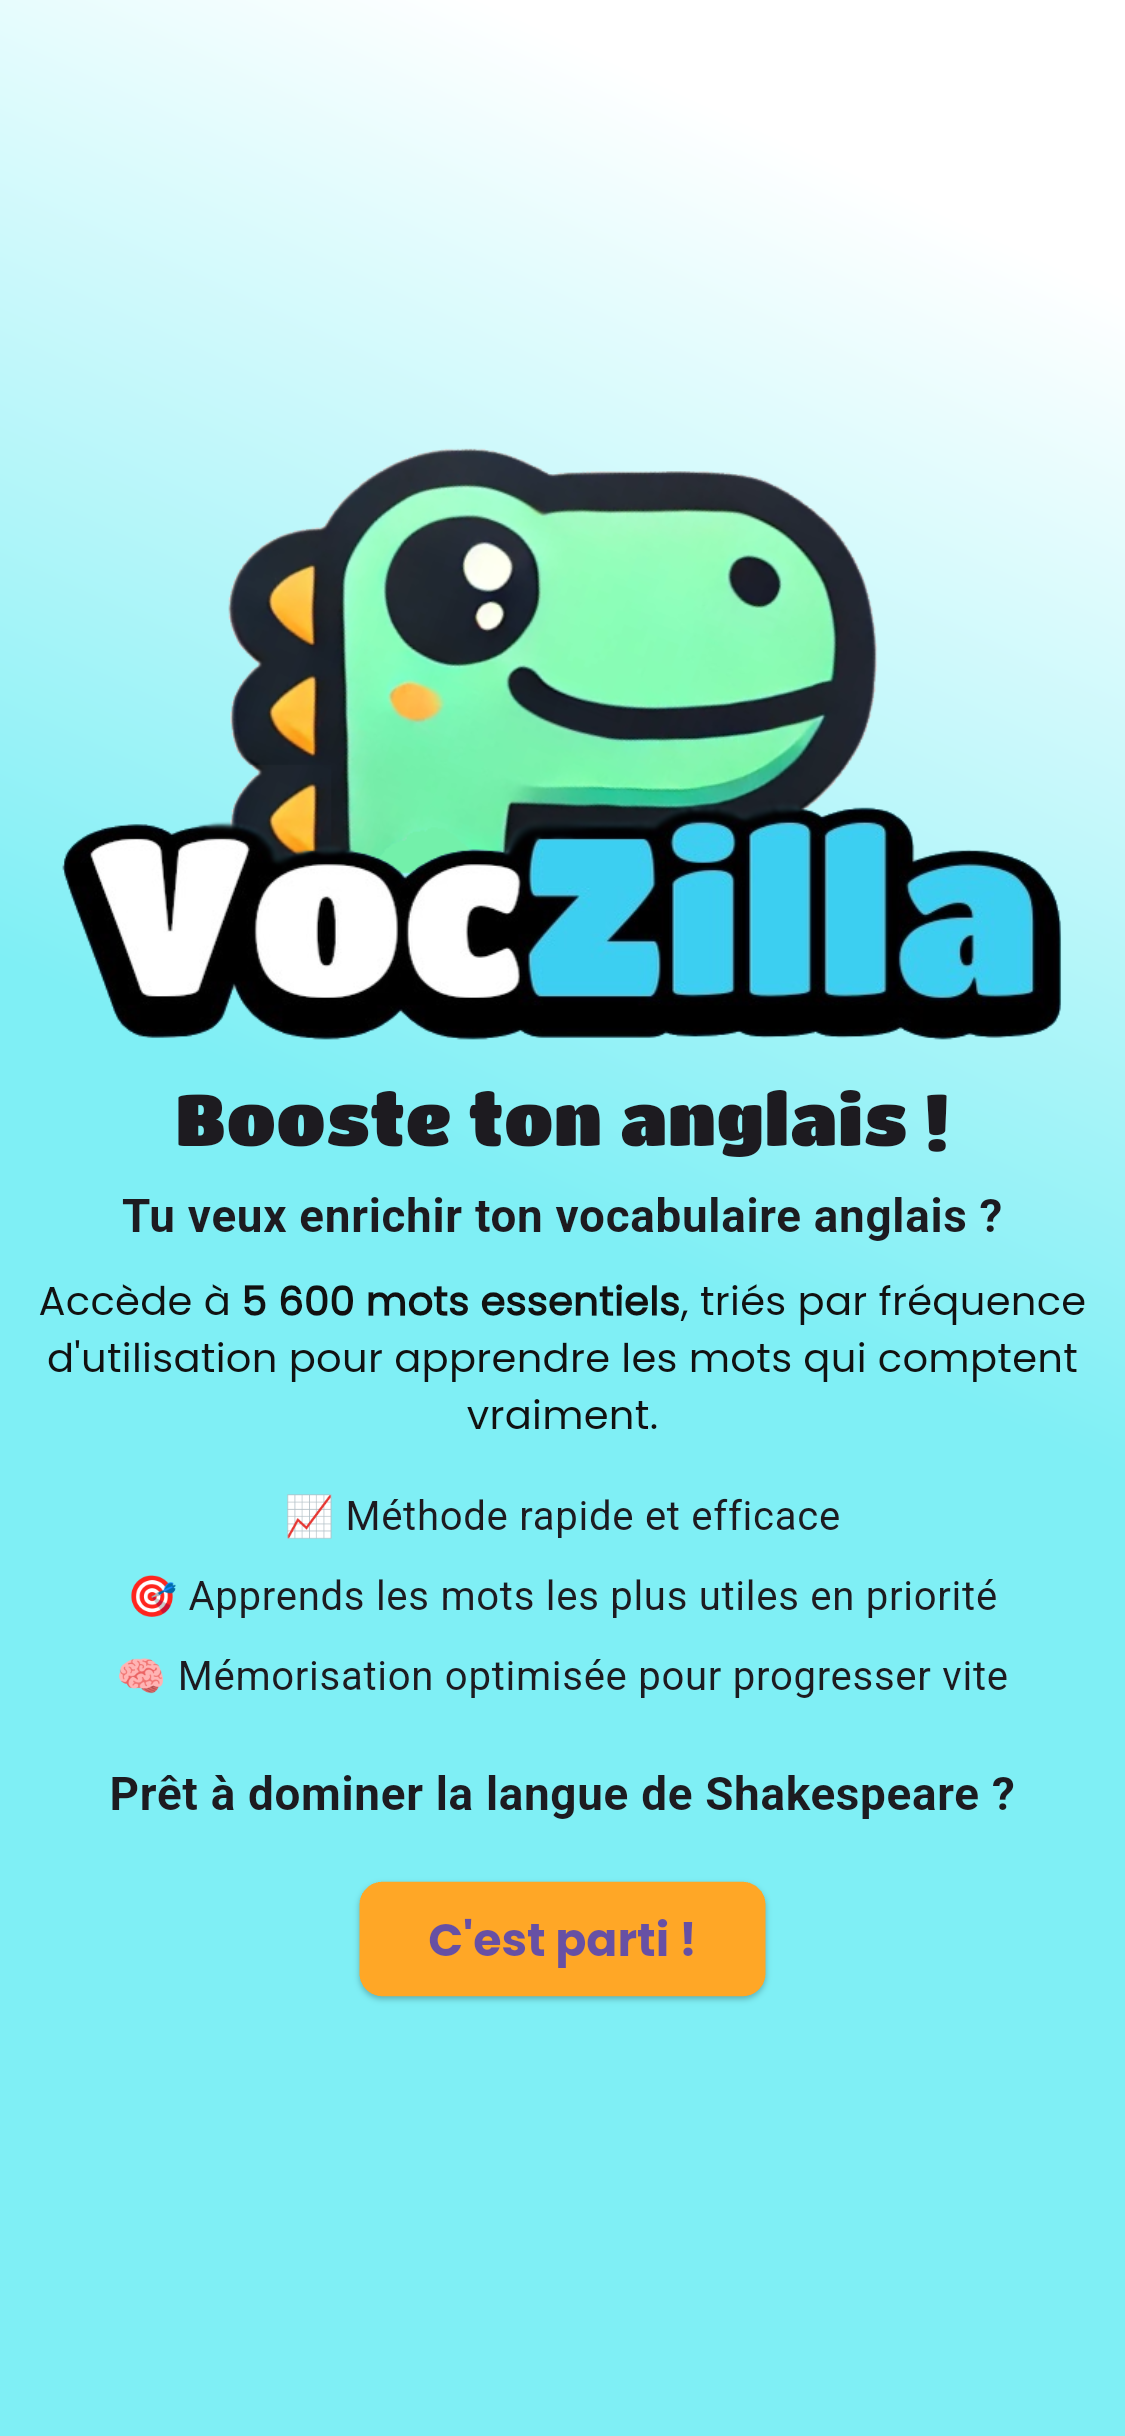 VocZilla
Booste ton anglais !
Tu veux enrichir ton vocabulaire anglais ?
Accède à 5 600 mots essentiels, triés par fréquence
d'utilisation pour apprendre les mots qui comptent
vraiment.
📈 Méthode rapide et efficace
🎯 Apprends les mots les plus utiles en priorité
🧠 Mémorisation optimisée pour progresser vite
Prêt à dominer la langue de Shakespeare ?
C'est parti !